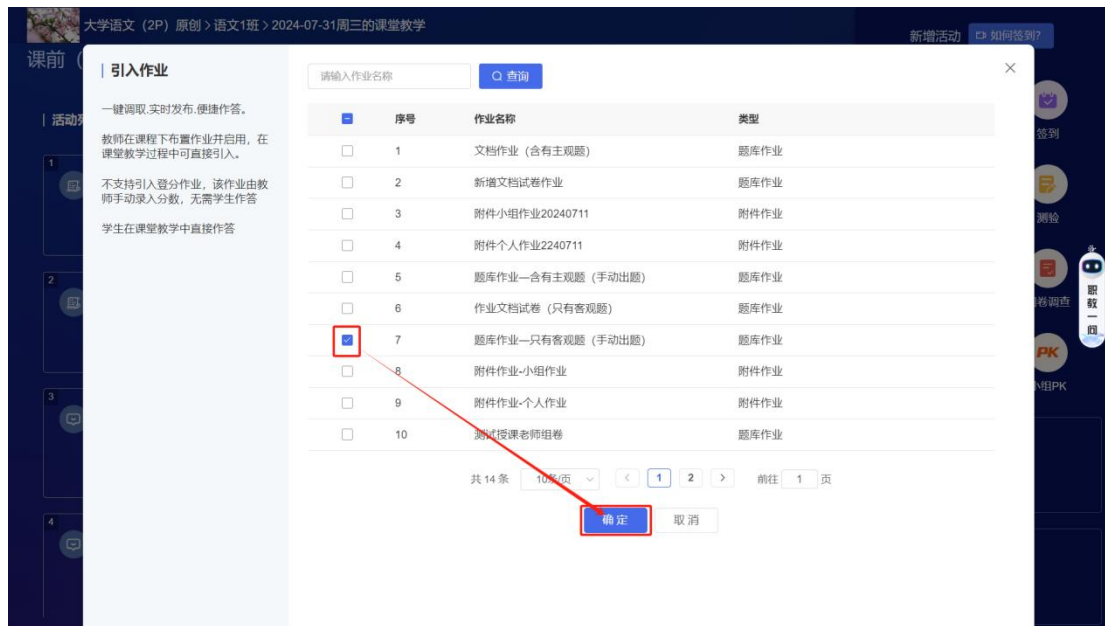 大学语文（2P）原创＞语文1班＞2024-07-31周三的课堂教学
新增活动 如何签到?
课前（
引入作业
一键调取.实时发布.便捷作答。
教师在课程下布置作业并启用，在
课堂教学过程中可直接引入。
不支持引入登分作业，该作业由教
师手动录入分数，无需学生作答
学生在课堂教学中直接作答
请输入作业名称 查询
序号 作业名称 类型
1 文档作业（含有主观题） 题库作业
2 新增文档试卷作业 题库作业
3 附件小组作业20240711 附件作业
4 附件个人作业2240711 附件作业
5 题库作业—含有主观题（手动出题） 题库作业
6 作业文档试卷（只有客观题） 题库作业
7 题库作业—只有客观题（手动出题） 题库作业
8 附件作业-小组作业 附件作业
9 附件作业-个人作业 附件作业
10 测试授课老师组卷 题库作业
共 14 条 10条/页 1 2 前往 1 页
确定 取消
活动列
1
2
3
4
签到
测验
卷调查
PK
小组PK
职教一问